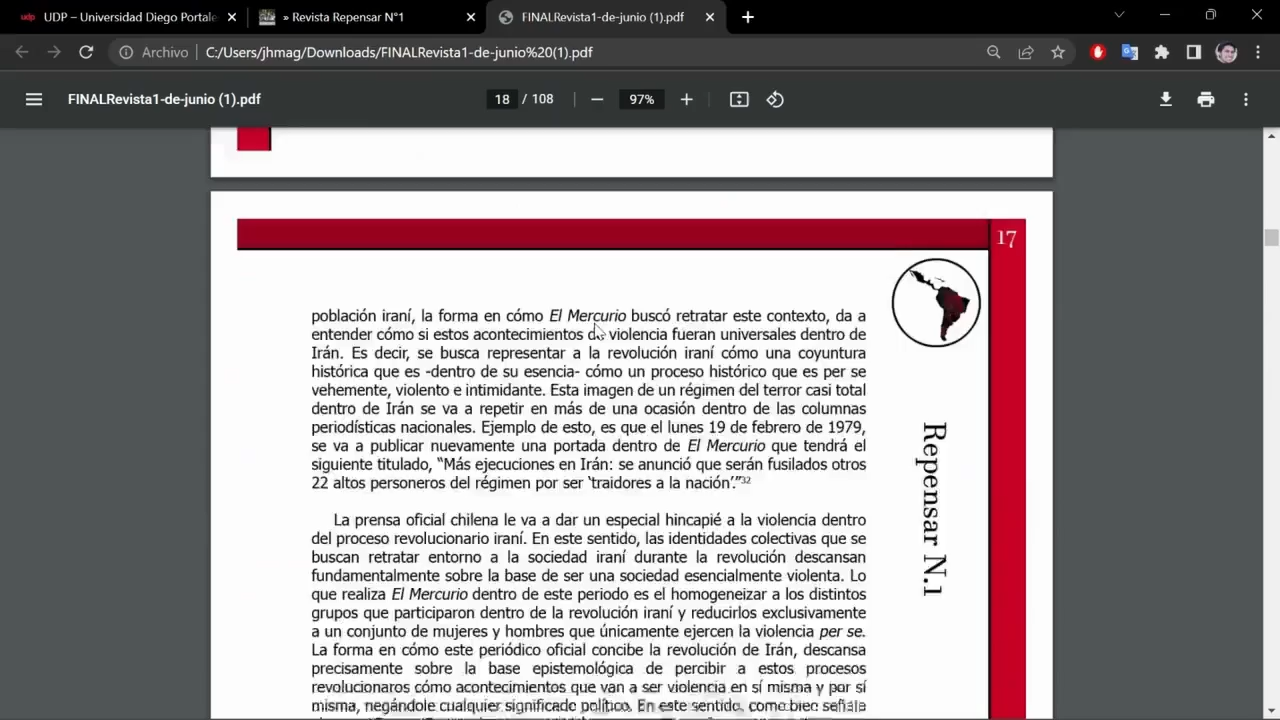 UDP – Universidad Diego Portale
» Revista Repensar N°1
FINALRevista1-de-junio (1).pdf
Archivo
C:/Users/jhmag/Downloads/FINALRevista1-de-junio%20(1).pdf
FINALRevista1-de-junio (1).pdf
18 / 108
97%
17
población iraní, la forma en cómo El Mercurio buscó retratar este contexto, da a
entender cómo si estos acontecimientos de violencia fueran universales dentro de
Irán. Es decir, se busca representar a la revolución iraní cómo una coyuntura
histórica que es -dentro de su esencia- cómo un proceso histórico que es per se
vehemente, violento e intimidante. Esta imagen de un régimen del terror casi total
dentro de Irán se va a repetir en más de una ocasión dentro de las columnas
periodísticas nacionales. Ejemplo de esto, es que el lunes 19 de febrero de 1979,
se va a publicar nuevamente una portada dentro de El Mercurio que tendrá el
siguiente titulado, “Más ejecuciones en Irán: se anunció que serán fusilados otros
22 altos personeros del régimen por ser ‘traidores a la nación’.”32
La prensa oficial chilena le va a dar un especial hincapié a la violencia dentro
del proceso revolucionario iraní. En este sentido, las identidades colectivas que se
buscan retratar entorno a la sociedad iraní durante la revolución descansan
fundamentalmente sobre la base de ser una sociedad esencialmente violenta. Lo
que realiza El Mercurio dentro de este periodo es el homogeneizar a los distintos
grupos que participaron dentro de la revolución iraní y reducirlos exclusivamente
a un conjunto de mujeres y hombres que únicamente ejercen la violencia per se.
La forma en cómo este periódico oficial concibe la revolución de Irán, descansa
precisamente sobre la base epistemológica de percibir a estos procesos
revolucionaros cómo acontecimientos que van a ser violencia en sí misma y por sí
misma, negándole cualquier significado político. En este sentido, como bien señala
Repensar N.1